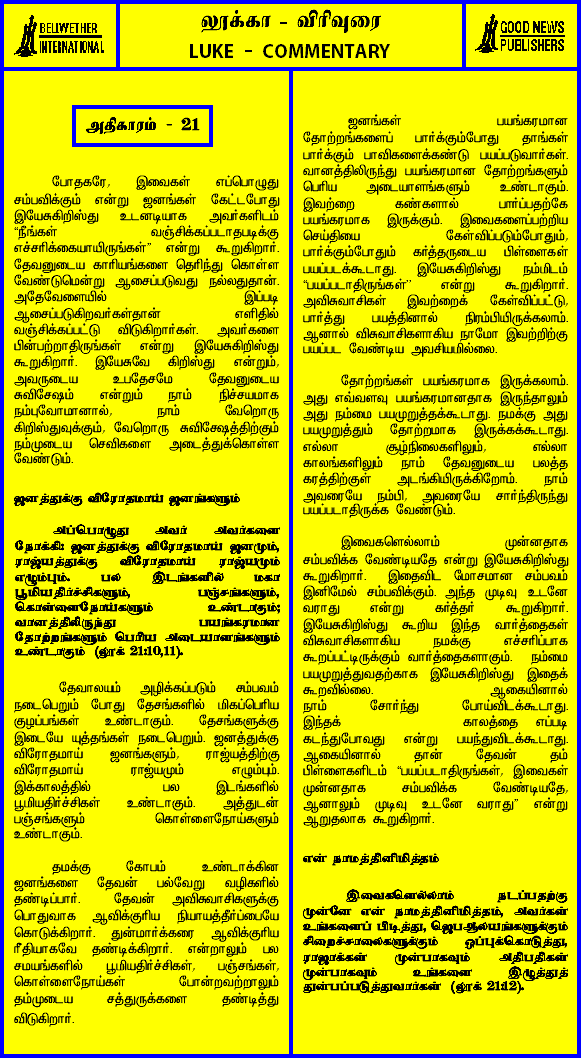 BELWETHER
INTERNATIONAL
லூக்கா - விரிவுரை
LUKE - COMMENTARY
GOOD NEWS
PUBLISHERS
அதிகாரம் - 21
போதகரே, இவைகள் எப்பொழுது
சம்பவிக்கும் என்று ஜனங்கள் கேட்டபோது
இயேசுகிறிஸ்து உடனடியாக அவர்களிடம்
“நீங்கள் வஞ்சிக்கப்படாதபடிக்கு
எச்சரிக்கையாயிருங்கள்” என்று கூறுகிறார்.
தேவனுடைய காரியங்களை தெரிந்து கொள்ள
வேண்டுமென்று ஆசைப்படுவது நல்லதுதான்.
அதேவேளையில் இப்படி
ஆசைப்படுகிறவர்கள்தான் எளிதில்
வஞ்சிக்கப்பட்டு விடுகிறார்கள். அவர்களை
பின்பற்றாதிருங்கள் என்று இயேசுகிறிஸ்து
கூறுகிறார். இயேசுவே கிறிஸ்து என்றும்,
அவருடைய உபதேசமே தேவனுடைய
சுவிசேஷம் என்றும் நாம் நிச்சயமாக
நம்புவோமானால், நாம் வேறொரு
கிறிஸ்துவுக்கும், வேறொரு சுவிசேஷத்திற்கும்
நம்முடைய செவிகளை அடைத்துக்கொள்ள
வேண்டும்.
ஜனத்துக்கு விரோதமாய் ஜனங்களும்
அப்பொழுது அவர் அவர்களை
நோக்கி: ஜனத்துக்கு விரோதமாய் ஜனமும்,
ராஜ்யத்துக்கு விரோதமாய் ராஜ்யமும்
எழும்பும். பல இடங்களில் மகா
பூமியதிர்ச்சிகளும், பஞ்சங்களும்,
கொள்ளைநோய்களும் உண்டாகும்;
வானத்திலிருந்து பயங்கரமான
தோற்றங்களும் பெரிய அடையாளங்களும்
உண்டாகும் (லூக் 21:10,11).
தேவாலயம் அழிக்கப்படும் சம்பவம்
நடைபெறும் போது தேசங்களில் மிகப்பெரிய
குழப்பங்கள் உண்டாகும். தேசங்களுக்கு
இடையே யுத்தங்கள் நடைபெறும். ஜனத்துக்கு
விரோதமாய் ஜனங்களும், ராஜ்யத்திற்கு
விரோதமாய் ராஜ்யமும் எழும்பும்.
இக்காலத்தில் பல இடங்களில்
பூமியதிர்ச்சிகள் உண்டாகும். அத்துடன்
பஞ்சங்களும் கொள்ளைநோய்களும்
உண்டாகும்.
தமக்கு கோபம் உண்டாக்கின
ஜனங்களை தேவன் பல்வேறு வழிகளில்
தண்டிப்பார். தேவன் அவிசுவாசிகளுக்கு
பொதுவாக ஆவிக்குரிய நியாயத்தீர்ப்பையே
கொடுக்கிறார். துன்மார்க்கரை ஆவிக்குரிய
ரீதியாகவே தண்டிக்கிறார். என்றாலும் பல
சமயங்களில் பூமியதிர்ச்சிகள், பஞ்சங்கள்,
கொள்ளைநோய்கள் போன்றவற்றாலும்
தம்முடைய சத்துருக்களை தண்டித்து
விடுகிறார்.
ஜனங்கள் பயங்கரமான
தோற்றங்களைப் பார்க்கும்போது தாங்கள்
பார்க்கும் பாவிகளைக்கண்டு பயப்படுவார்கள்.
வானத்திலிருந்து பயங்கரமான தோற்றங்களும்
பெரிய அடையாளங்களும் உண்டாகும்.
இவற்றை கண்களால் பார்ப்பதற்கே
பயங்கரமாக இருக்கும். இவைகளைப்பற்றிய
செய்தியை கேள்விப்படும்போதும்,
பார்க்கும்போதும் கர்த்தருடைய பிள்ளைகள்
பயப்படக்கூடாது. இயேசுகிறிஸ்து நம்மிடம்
“பயப்படாதிருங்கள்” என்று கூறுகிறார்.
அவிசுவாசிகள் இவற்றைக் கேள்விப்பட்டு,
பார்த்து பயத்தினால் நிரம்பியிருக்கலாம்.
ஆனால் விசுவாசிகளாகிய நாமோ இவற்றிற்கு
பயப்பட வேண்டிய அவசியமில்லை.
தோற்றங்கள் பயங்கரமாக இருக்கலாம்.
அது எவ்வளவு பயங்கரமானதாக இருந்தாலும்
அது நம்மை பயமுறுத்தக்கூடாது. நமக்கு அது
பயமுறுத்தும் தோற்றமாக இருக்கக்கூடாது.
எல்லா சூழ்நிலைகளிலும், எல்லா
காலங்களிலும் நாம் தேவனுடைய பலத்த
கரத்திற்குள் அடங்கியிருக்கிறோம். நாம்
அவரையே நம்பி, அவரையே சார்ந்திருந்து
பயப்படாதிருக்க வேண்டும்.
இவைகளெல்லாம் முன்னதாக
சம்பவிக்க வேண்டியதே என்று இயேசுகிறிஸ்து
கூறுகிறார். இதைவிட மோசமான சம்பவம்
இனிமேல் சம்பவிக்கும். அந்த முடிவு உடனே
வராது என்று கர்த்தர் கூறுகிறார்.
இயேசுகிறிஸ்து கூறிய இந்த வார்த்தைகள்
விசுவாசிகளாகிய நமக்கு எச்சரிப்பாக
கூறப்பட்டிருக்கும் வார்த்தைகளாகும். நம்மை
பயமுறுத்துவதற்காக இயேசுகிறிஸ்து இதைக்
கூறவில்லை. ஆகையினால்
நாம் சோர்ந்து போய்விடக்கூடாது.
இந்தக் காலத்தை எப்படி
கடந்துபோவது என்று பயந்துவிடக்கூடாது.
ஆகையினால் தான் தேவன் தம்
பிள்ளைகளிடம் “பயப்படாதிருங்கள், இவைகள்
முன்னதாக சம்பவிக்க வேண்டியதே,
ஆனாலும் முடிவு உடனே வராது” என்று
ஆறுதலாக கூறுகிறார்.
என் நாமத்தினிமித்தம்
இவைகளெல்லாம் நடப்பதற்கு
முன்னே என் நாமத்தினிமித்தம், அவர்கள்
உங்களைப் பிடித்து, ஜெபஆலயங்களுக்கும்
சிறைச்சாலைகளுக்கும் ஒப்புக்கொடுத்து,
ராஜாக்கள் முன்பாகவும் அதிபதிகள்
முன்பாகவும் உங்களை இழுத்துத்
துன்பப்படுத்துவார்கள் (லூக் 21:12).